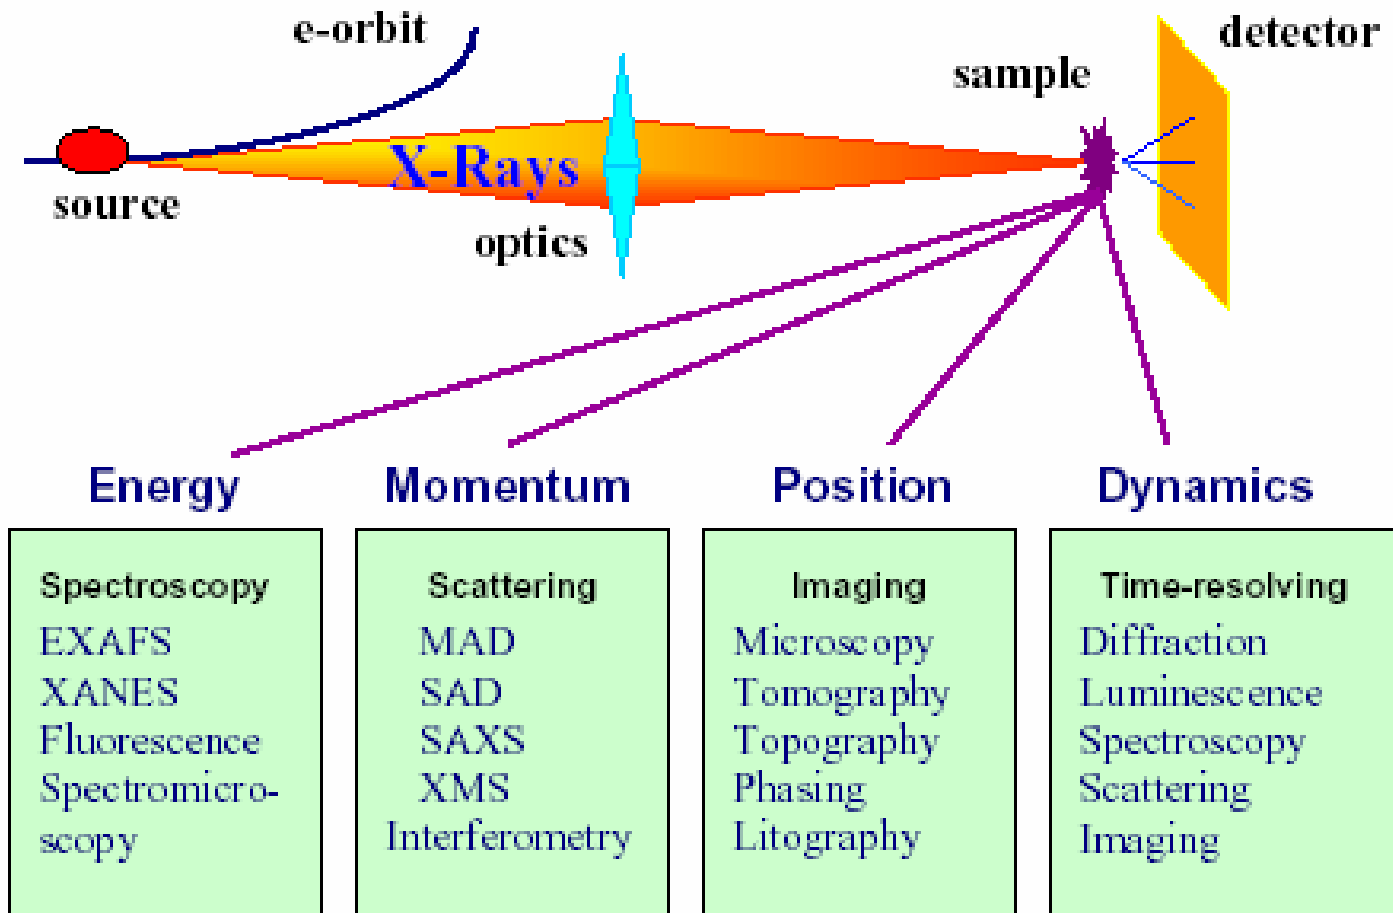 e-orbit
detector
sample
X-Rays
source
optics
Energy
Momentum
Position
Dynamics
Spectroscopy
EXAFS
XANES
Fluorescence
Spectromicro-
scopy
Scattering
MAD
SAD
SAXS
XMS
Interferometry
Imaging
Microscopy
Tomography
Topography
Phasing
Litography
Time-resolving
Diffraction
Luminescence
Spectroscopy
Scattering
Imaging